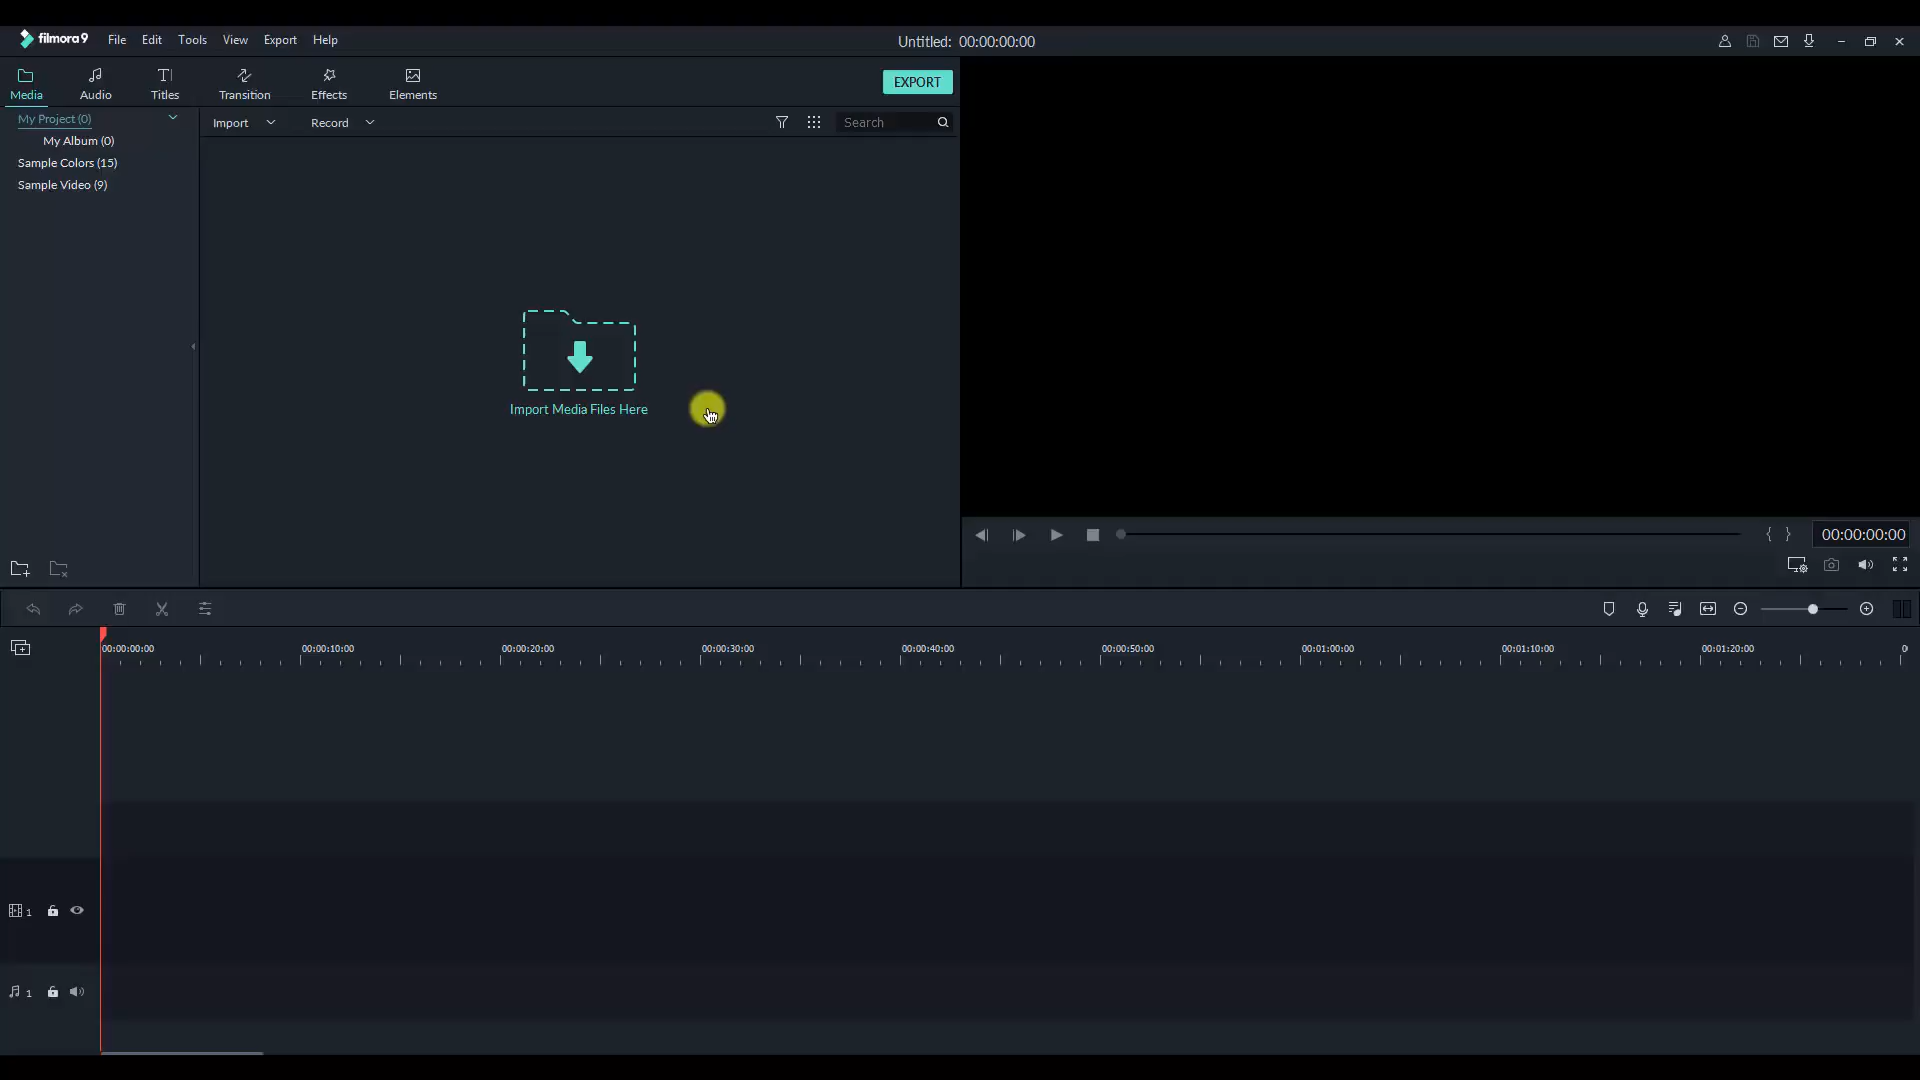 filmora9 File Edit Tools View Export Help Untitled: 00:00:00:00
Media Audio Titles Transition Effects Elements EXPORT
My Project (0) Import Record Search
My Album (0)
Sample Colors (15)
Sample Video (9)
Import Media Files Here
{ } 00:00:00:00
00:00:00:00 00:00:10:00 00:00:20:00 00:00:30:00 00:00:40:00 00:00:50:00 00:01:00:00 00:01:10:00 00:01:20:00
1
1